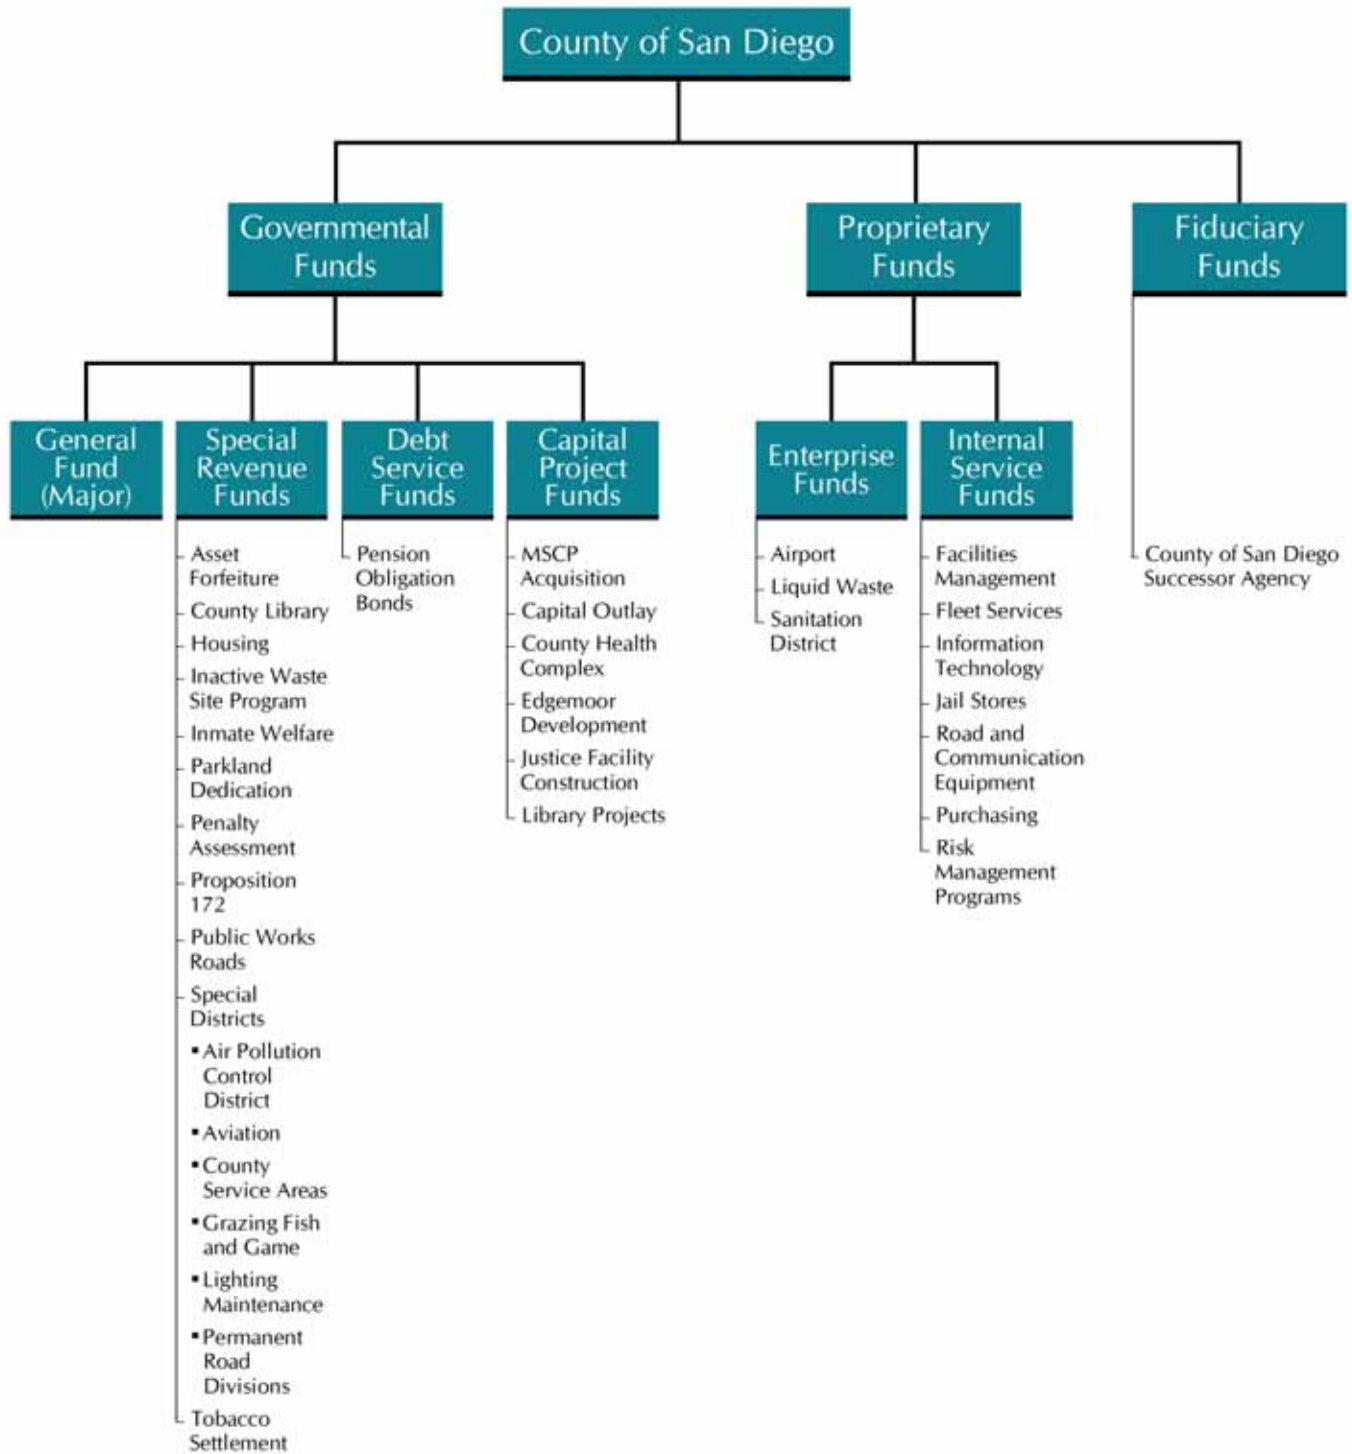 County of San Diego
Governmental
Funds
Proprietary
Funds
Fiduciary
Funds
General
Fund
(Major)
Special
Revenue
Funds
Debt
Service
Funds
Capital
Project
Funds
Enterprise
Funds
Internal
Service
Funds
Asset
Forfeiture
County Library
Housing
Inactive Waste
Site Program
Inmate Welfare
Parkland
Dedication
Penalty
Assessment
Proposition
172
Public Works
Roads
Special
Districts
▪ Air Pollution
Control
District
▪ Aviation
▪ County
Service Areas
▪ Grazing Fish
and Game
▪ Lighting
Maintenance
▪ Permanent
Road
Divisions
Tobacco
Settlement
Pension
Obligation
Bonds
MSCP
Acquisition
Capital Outlay
County Health
Complex
Edgemoor
Development
Justice Facility
Construction
Library Projects
Airport
Liquid Waste
Sanitation
District
Facilities
Management
Fleet Services
Information
Technology
Jail Stores
Road and
Communication
Equipment
Purchasing
Risk
Management
Programs
County of San Diego
Successor Agency